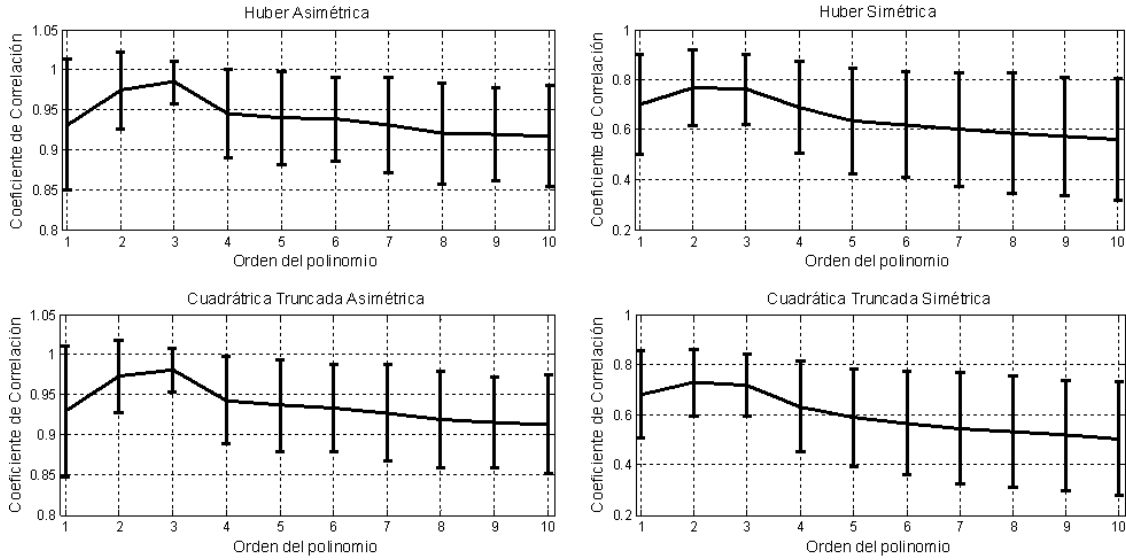 Huber Asimétrica
Coeficiente de Correlación
1.05
1
0.95
0.9
0.85
0.8
1 2 3 4 5 6 7 8 9 10
Orden del polinomio
Huber Simétrica
Coeficiente de Correlación
1
0.8
0.6
0.4
0.2
1 2 3 4 5 6 7 8 9 10
Orden del polinomio
Cuadrátrica Truncada Asimétrica
Coeficiente de Correlación
1.05
1
0.95
0.9
0.85
0.8
1 2 3 4 5 6 7 8 9 10
Orden del polinomio
Cuadrática Truncada Simétrica
Coeficiente de Correlación
1
0.8
0.6
0.4
0.2
1 2 3 4 5 6 7 8 9 10
Orden del polinomio